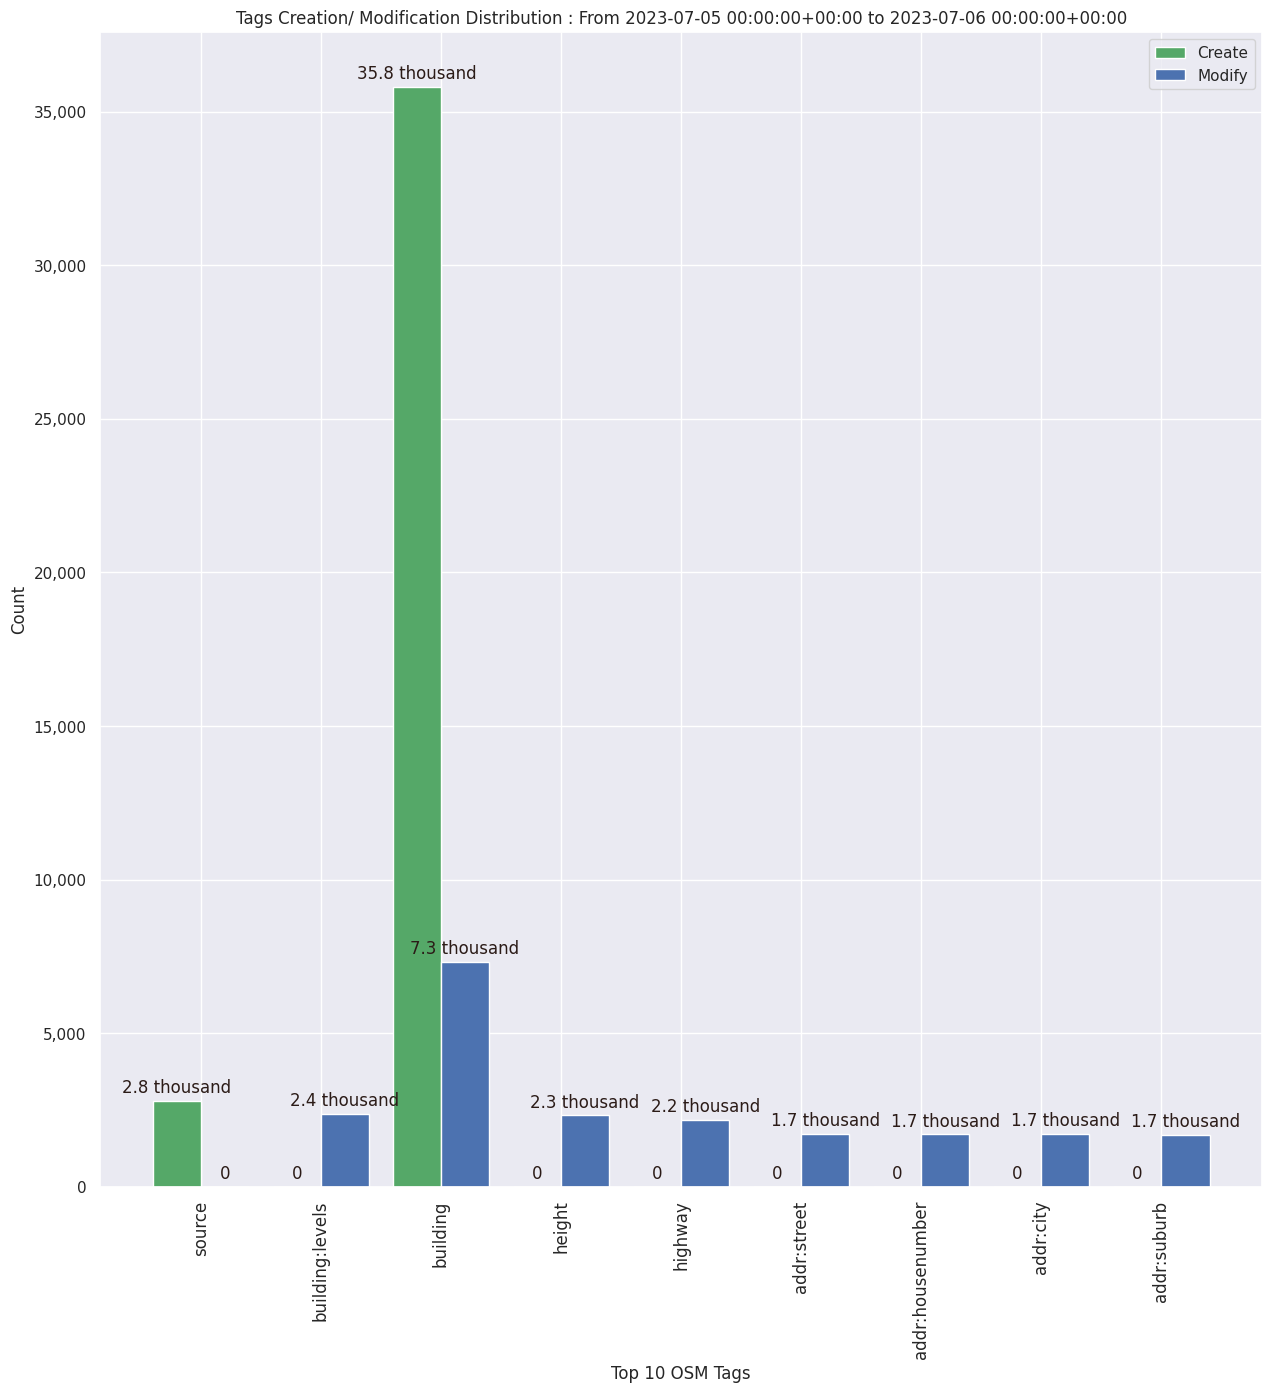 Tags Creation/ Modification Distribution : From 2023-07-05 00:00:00+00:00 to 2023-07-06 00:00:00+00:00
Create
Modify
35.8 thousand
35,000
30,000
25,000
20,000
15,000
10,000
5,000
0
Count
7.3 thousand
2.8 thousand
2.4 thousand
2.3 thousand
2.2 thousand
1.7 thousand
1.7 thousand
1.7 thousand
1.7 thousand
0
0
0
0
0
0
0
0
source
building:levels
building
height
highway
addr:street
addr:housenumber
addr:city
addr:suburb
Top 10 OSM Tags